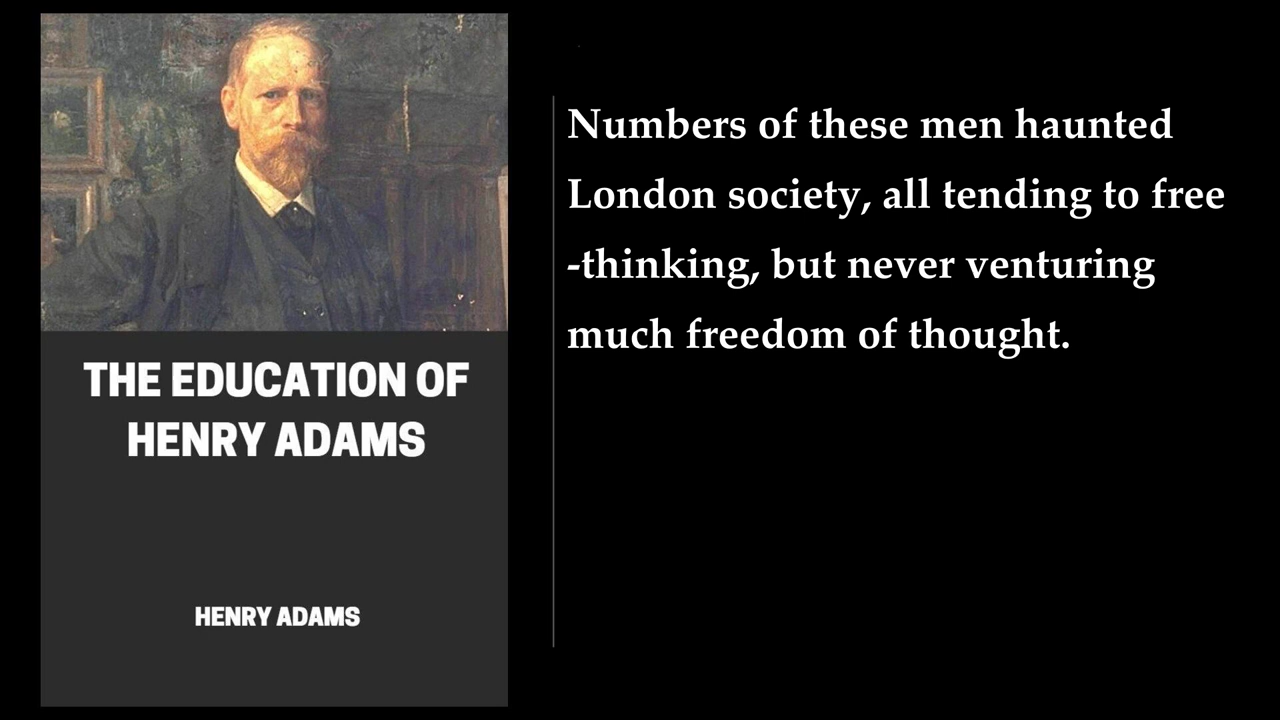 THE EDUCATION OF
HENRY ADAMS
HENRY ADAMS
Numbers of these men haunted
London society, all tending to free
-thinking, but never venturing
much freedom of thought.